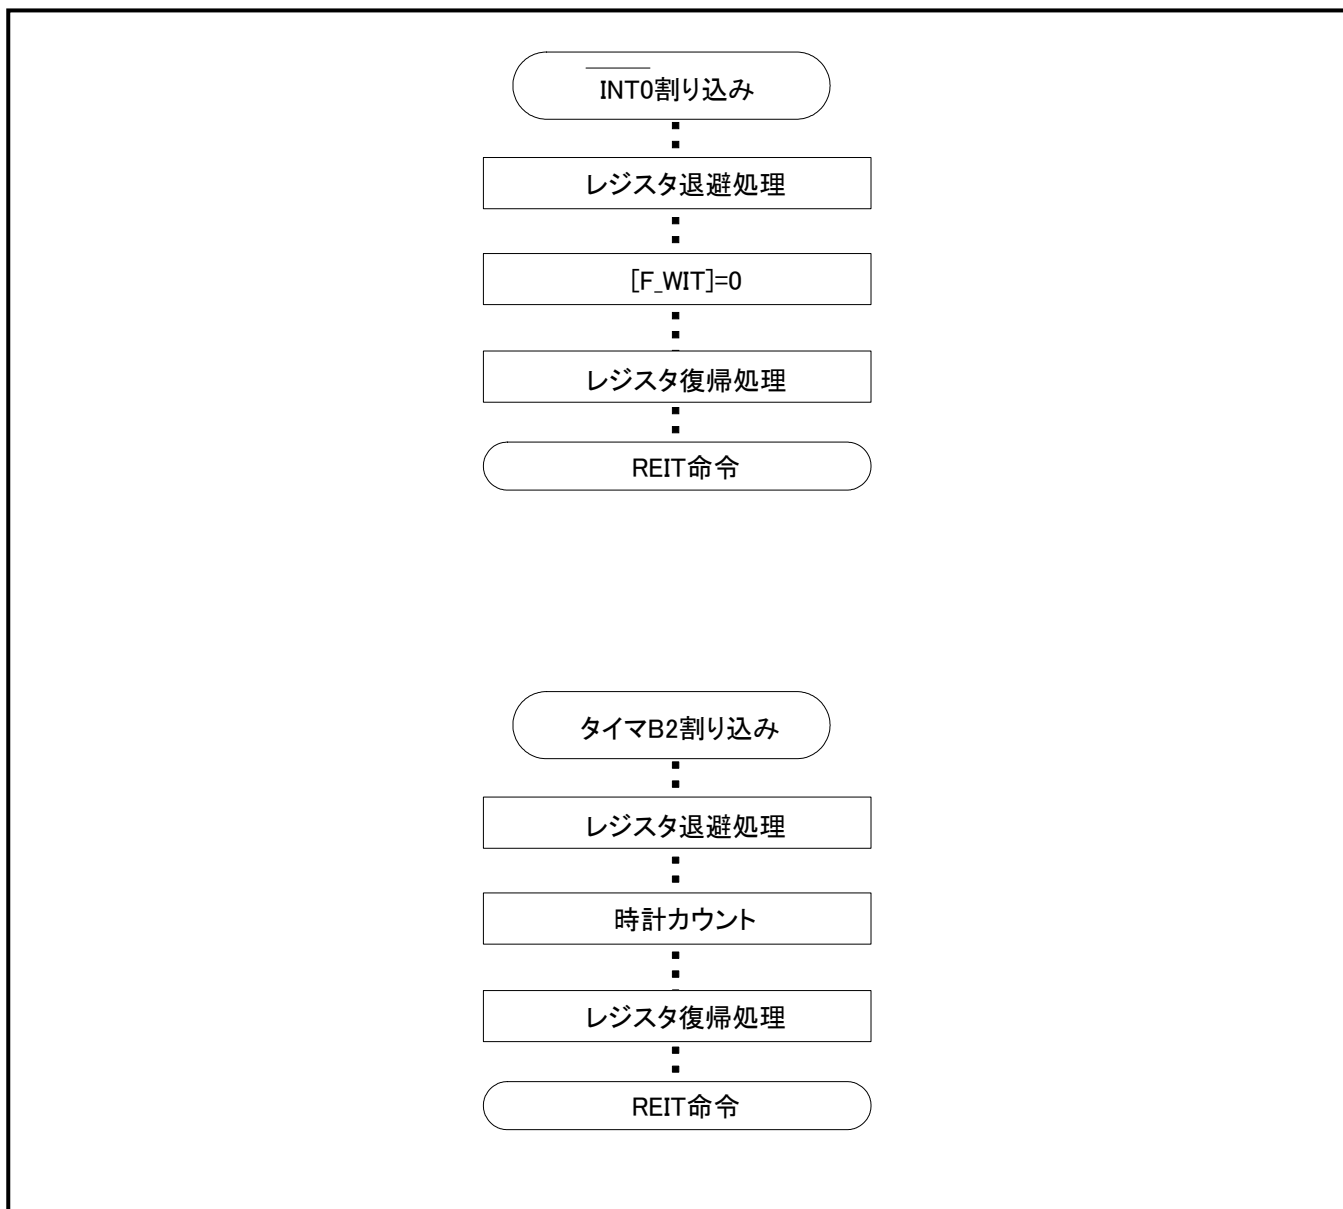 INT0割り込み
レジスタ退避処理
[F_WIT]=0
レジスタ復帰処理
REIT命令
タイマB2割り込み
レジスタ退避処理
時計カウント
レジスタ復帰処理
REIT命令